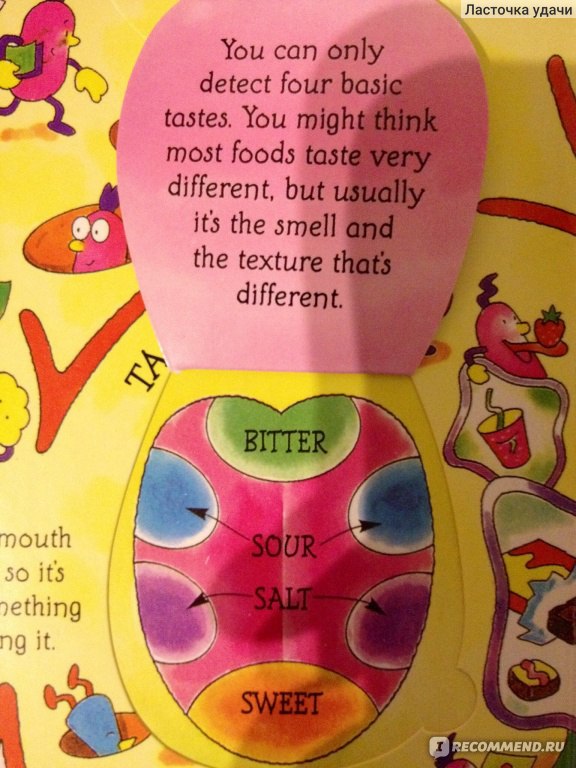 Ласточка удачи
You can only
detect four basic
tastes. You might think
most foods taste very
different, but usually
it's the smell and
the texture that's
different.
TA
BITTER
SOUR
SALT
SWEET
mouth
so it's
nething
ng it.
IRECOMMEND.RU